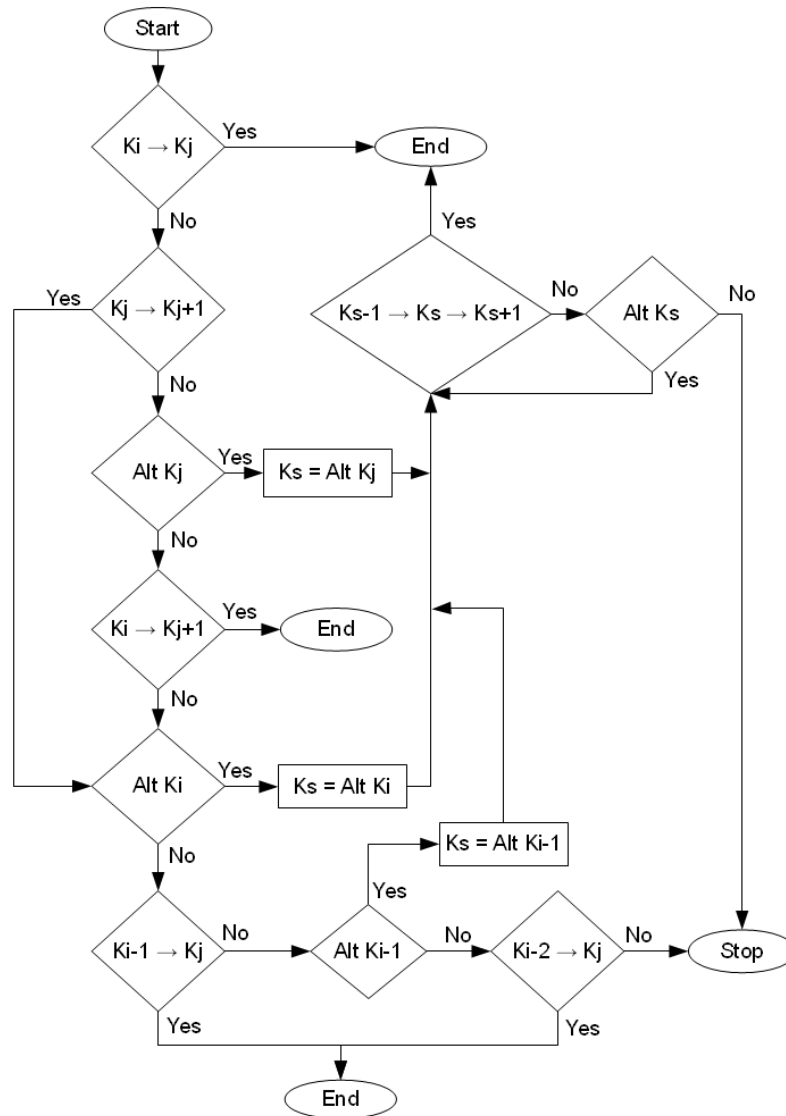 Start
Ki → Kj
Yes
End
No
Yes
Yes
Kj → Kj+1
Ks-1 → Ks → Ks+1
No
Alt Ks
No
No
Yes
Alt Kj
Yes
Ks = Alt Kj
No
Ki → Kj+1
Yes
End
No
Alt Ki
Yes
Ks = Alt Ki
Ks = Alt Ki-1
No
Yes
Ki-1 → Kj
No
Alt Ki-1
No
Ki-2 → Kj
No
Stop
Yes
Yes
End